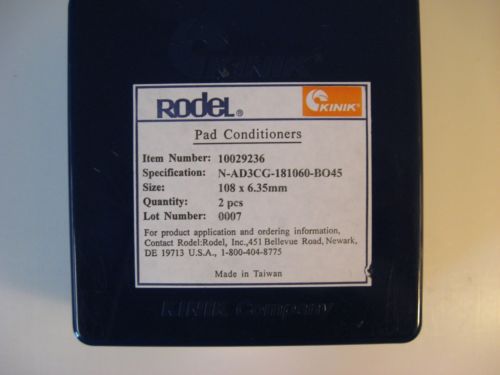 KINIK
RODEL®
KINIK®
Pad Conditioners
Item Number: 10029236
Specification: N-AD3CG-181060-BO45
Size: 108 x 6.35mm
Quantity: 2 pcs
Lot Number: 0007
For product application and ordering information,
Contact Rodel:Rodel, Inc.,451 Bellevue Road, Newark,
DE 19713 U.S.A., 1-800-404-8775
Made in Taiwan
KINIK Company